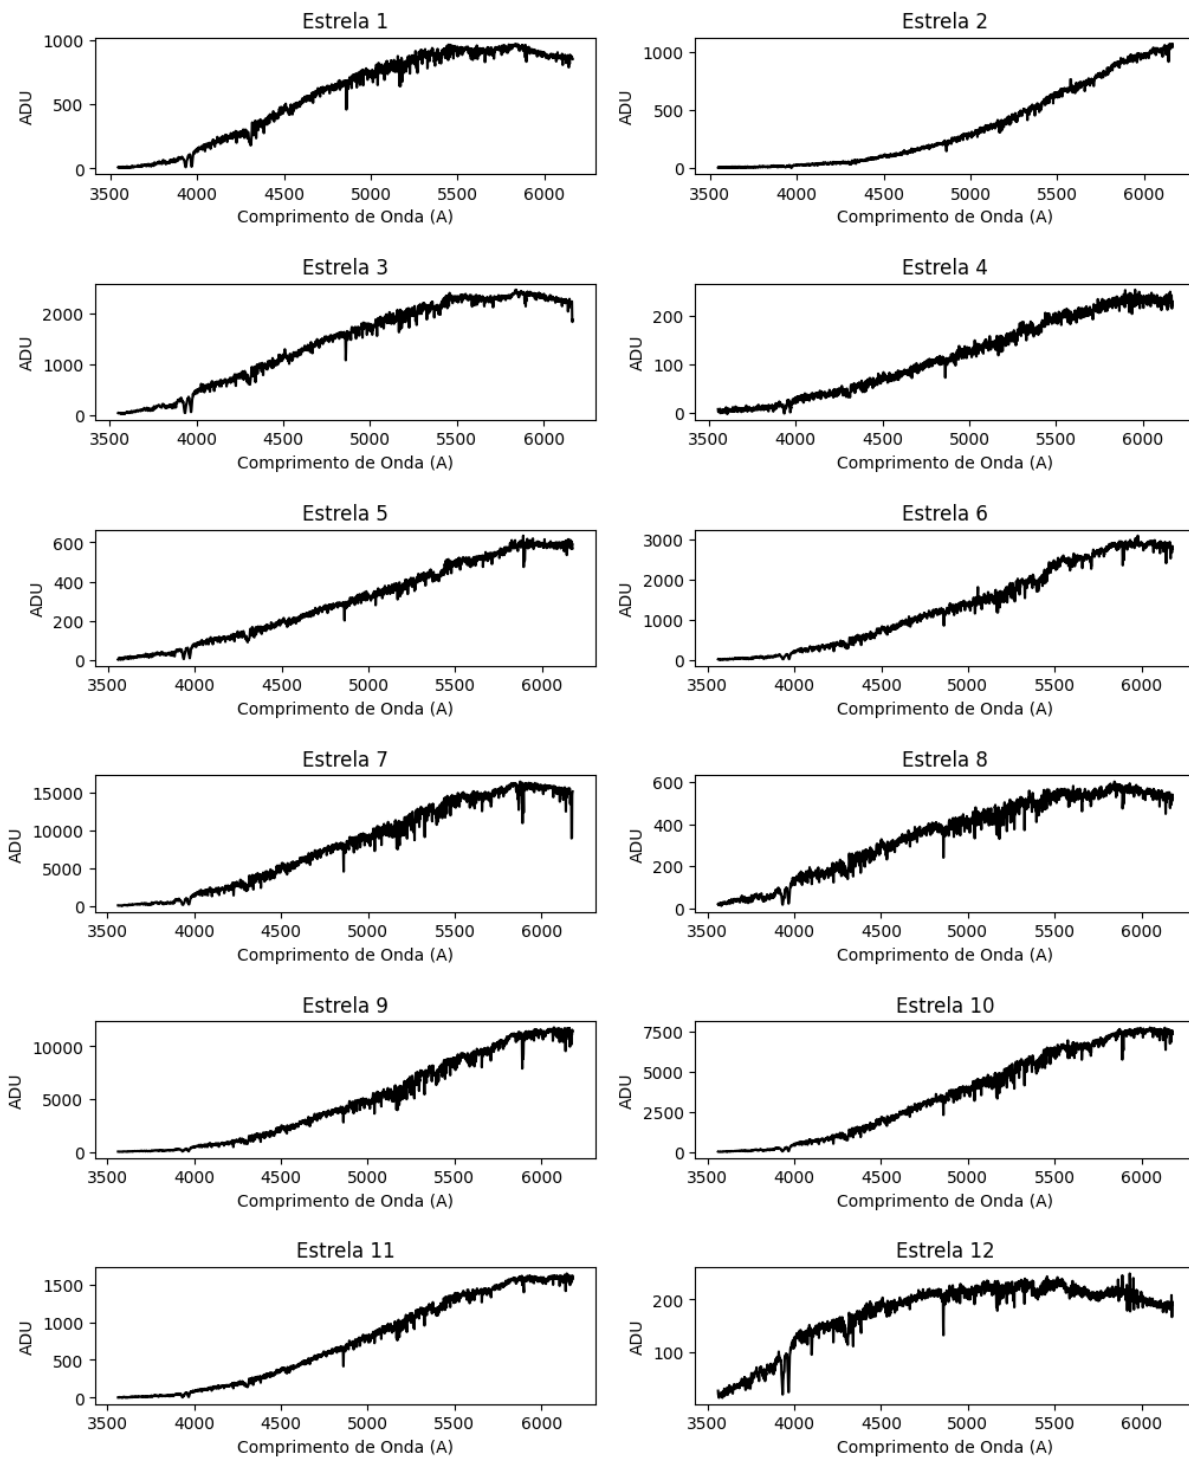 Estrela 1
ADU
1000
500
0
3500 4000 4500 5000 5500 6000
Comprimento de Onda (A)
Estrela 2
ADU
1000
500
0
3500 4000 4500 5000 5500 6000
Comprimento de Onda (A)
Estrela 3
ADU
2000
1000
0
3500 4000 4500 5000 5500 6000
Comprimento de Onda (A)
Estrela 4
ADU
200
100
0
3500 4000 4500 5000 5500 6000
Comprimento de Onda (A)
Estrela 5
ADU
600
400
200
0
3500 4000 4500 5000 5500 6000
Comprimento de Onda (A)
Estrela 6
ADU
3000
2000
1000
0
3500 4000 4500 5000 5500 6000
Comprimento de Onda (A)
Estrela 7
ADU
15000
10000
5000
0
3500 4000 4500 5000 5500 6000
Comprimento de Onda (A)
Estrela 8
ADU
600
400
200
0
3500 4000 4500 5000 5500 6000
Comprimento de Onda (A)
Estrela 9
ADU
10000
5000
0
3500 4000 4500 5000 5500 6000
Comprimento de Onda (A)
Estrela 10
ADU
7500
5000
2500
0
3500 4000 4500 5000 5500 6000
Comprimento de Onda (A)
Estrela 11
ADU
1500
1000
500
0
3500 4000 4500 5000 5500 6000
Comprimento de Onda (A)
Estrela 12
ADU
200
100
3500 4000 4500 5000 5500 6000
Comprimento de Onda (A)